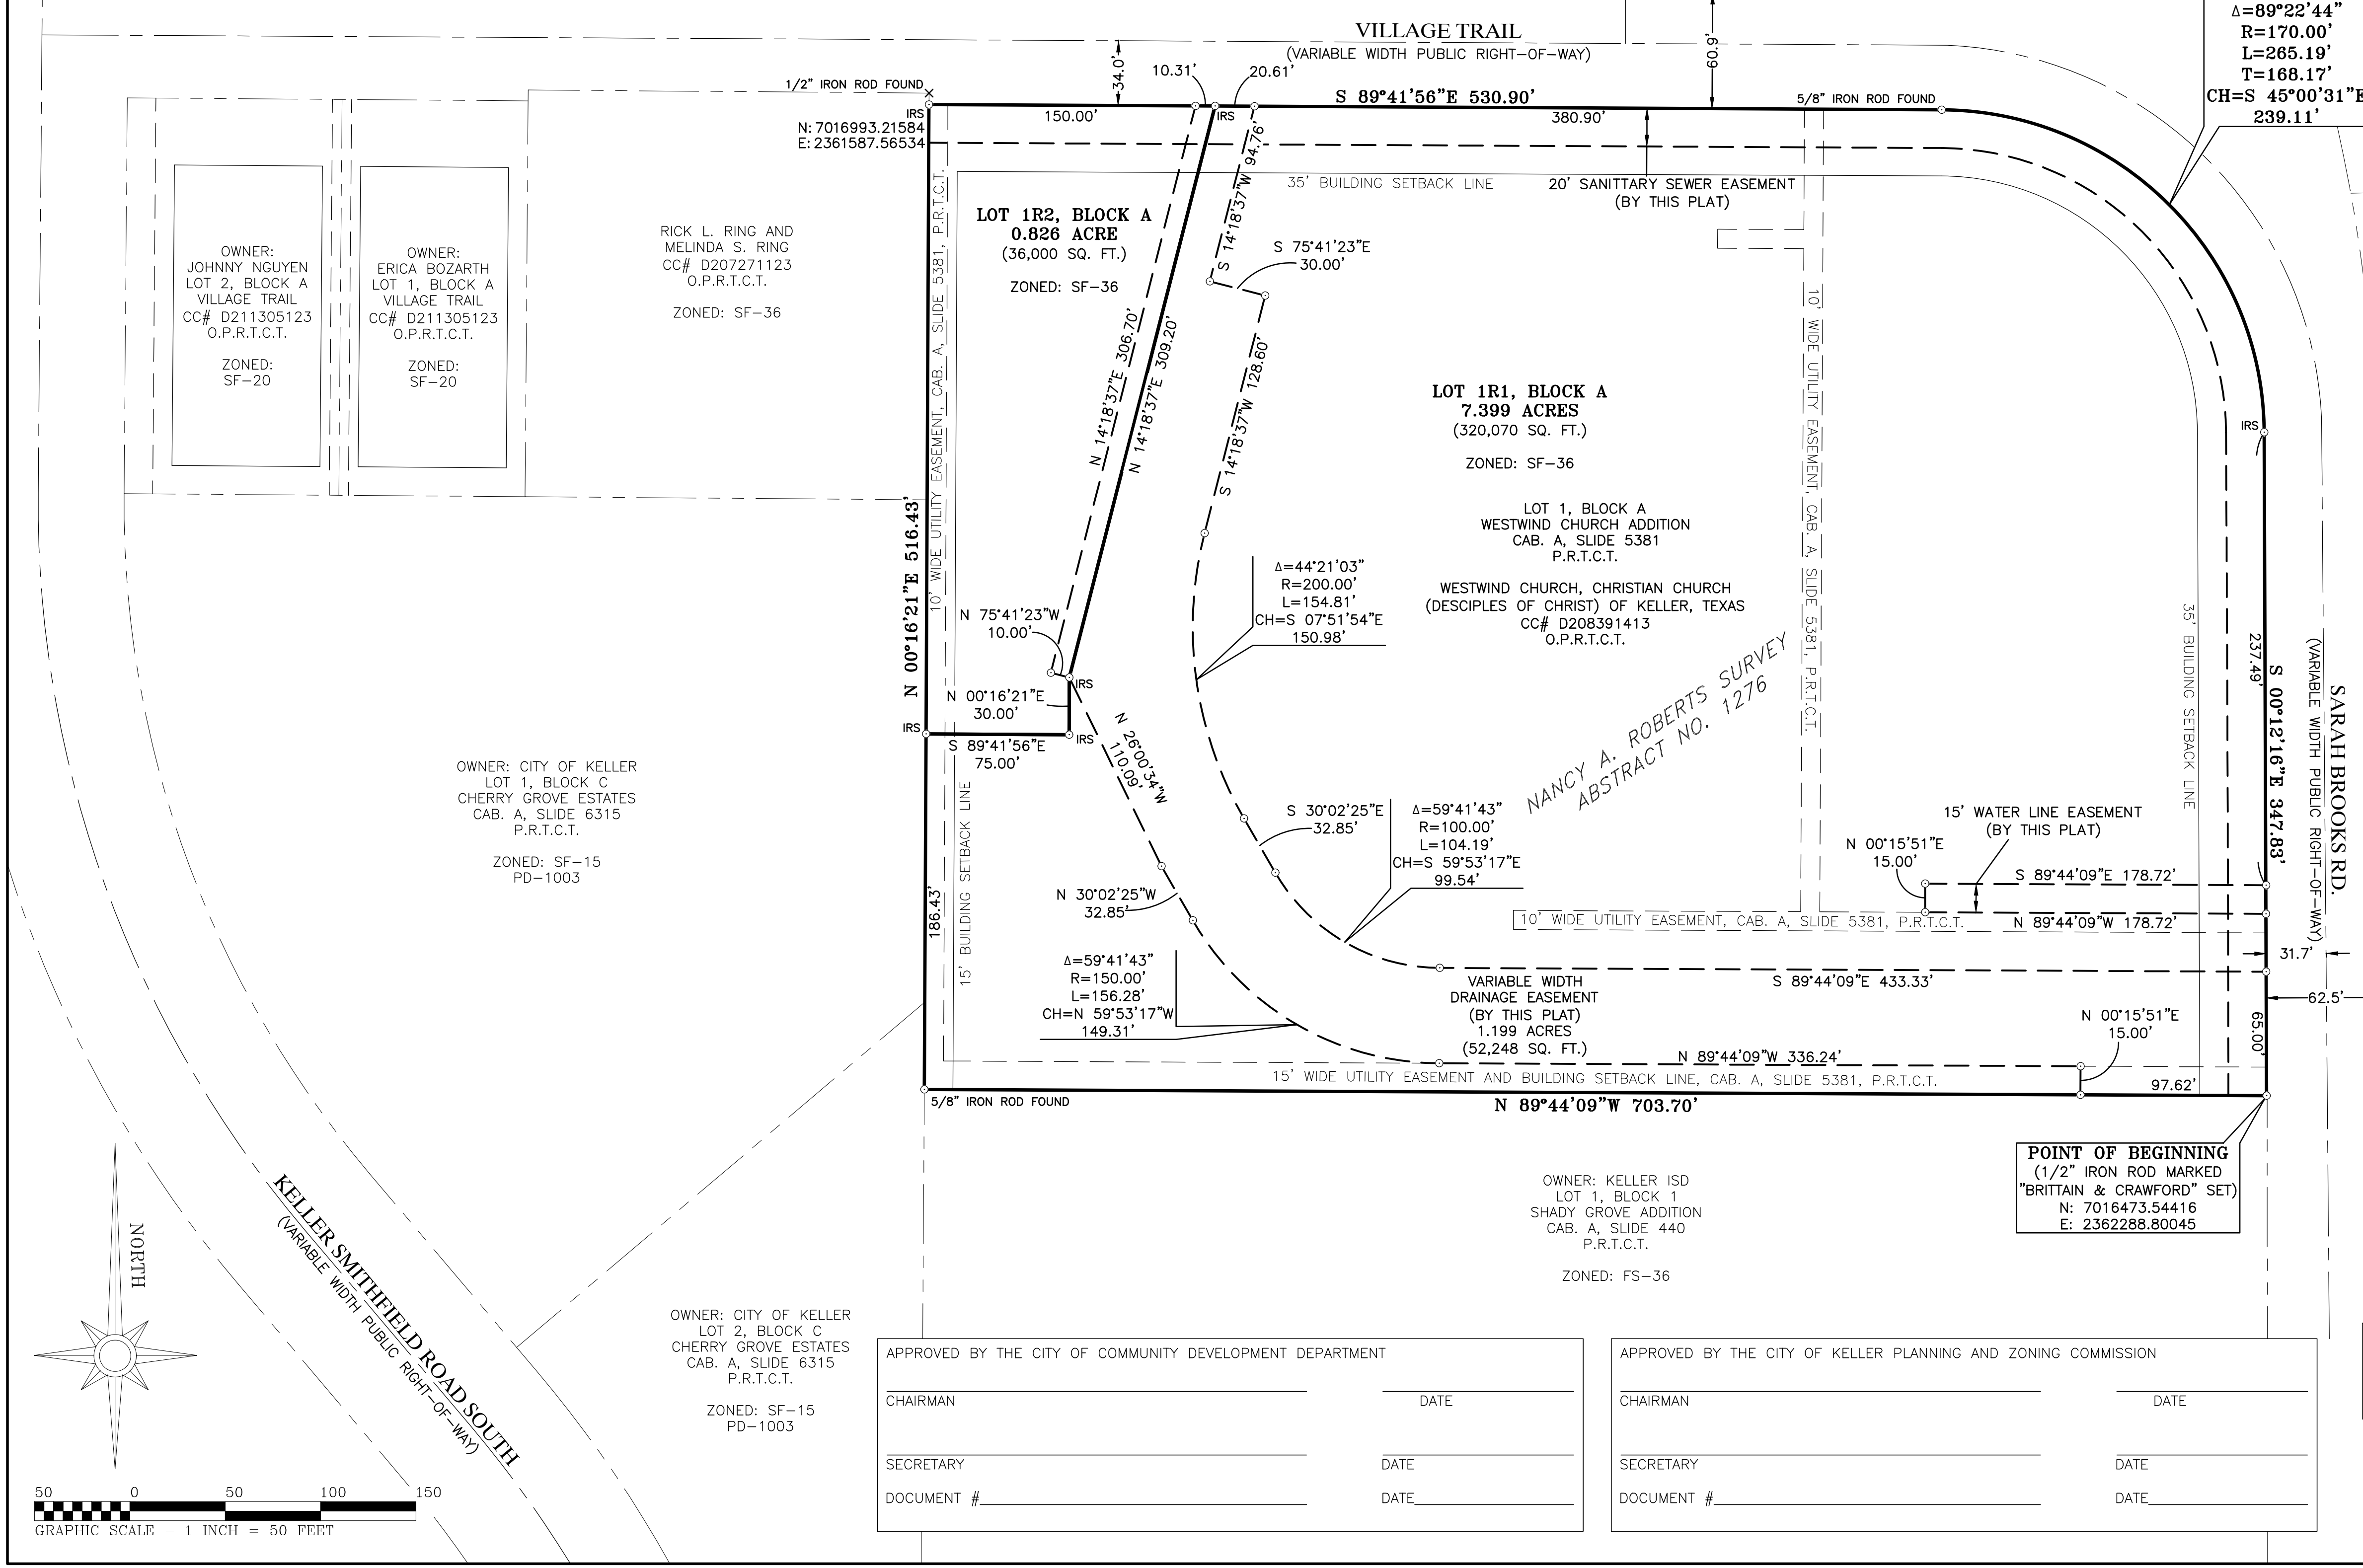 VILLAGE TRAIL
(VARIABLE WIDTH PUBLIC RIGHT-OF-WAY)
34.0'
60.9'
10.31'
20.61'
1/2" IRON ROD FOUND
IRS
N: 7016993.21584
E: 2361587.56534
150.00'
IRS
S 89°41'56"E 530.90'
380.90'
5/8" IRON ROD FOUND
Δ=89°22'44"
R=170.00'
L=265.19'
T=168.17'
CH=S 45°00'31"E
239.11'
35' BUILDING SETBACK LINE
20' SANITTARY SEWER EASEMENT
(BY THIS PLAT)
OWNER:
JOHNNY NGUYEN
LOT 2, BLOCK A
VILLAGE TRAIL
CC# D211305123
O.P.R.T.C.T.
ZONED:
SF-20
OWNER:
ERICA BOZARTH
LOT 1, BLOCK A
VILLAGE TRAIL
CC# D211305123
O.P.R.T.C.T.
ZONED:
SF-20
RICK L. RING AND
MELINDA S. RING
CC# D207271123
O.P.R.T.C.T.
ZONED: SF-36
10' WIDE UTILITY EASEMENT, CAB. A, SLIDE 5381, P.R.T.C.T.
N 00°16'21"E 516.43'
LOT 1R2, BLOCK A
0.826 ACRE
(36,000 SQ. FT.)
ZONED: SF-36
N 14°18'37"E 306.70'
N 14°18'37"E 309.20'
S 14°18'37"W 94.76'
S 75°41'23"E
30.00'
S 14°18'37"W 128.60'
LOT 1R1, BLOCK A
7.399 ACRES
(320,070 SQ. FT.)
ZONED: SF-36
LOT 1, BLOCK A
WESTWIND CHURCH ADDITION
CAB. A, SLIDE 5381
P.R.T.C.T.
WESTWIND CHURCH, CHRISTIAN CHURCH
(DESCIPLES OF CHRIST) OF KELLER, TEXAS
CC# D208391413
O.P.R.T.C.T.
10' WIDE UTILITY EASEMENT, CAB. A, SLIDE 5381, P.R.T.C.T.
IRS
Δ=44°21'03"
R=200.00'
L=154.81'
CH=S 07°51'54"E
150.98'
N 75°41'23"W
10.00'
IRS
N 00°16'21"E
30.00'
IRS
IRS
S 89°41'56"E
75.00'
N 26°00'34"W
110.09'
NANCY A. ROBERTS SURVEY
ABSTRACT NO. 1276
35' BUILDING SETBACK LINE
237.49'
S 00°12'16"E 347.83'
(VARIABLE WIDTH PUBLIC RIGHT-OF-WAY)
SARAH BROOKS RD.
OWNER: CITY OF KELLER
LOT 1, BLOCK C
CHERRY GROVE ESTATES
CAB. A, SLIDE 6315
P.R.T.C.T.
ZONED: SF-15
PD-1003
186.43'
15' BUILDING SETBACK LINE
S 30°02'25"E
32.85'
Δ=59°41'43"
R=100.00'
L=104.19'
CH=S 59°53'17"E
99.54'
N 30°02'25"W
32.85'
15' WATER LINE EASEMENT
(BY THIS PLAT)
N 00°15'51"E
15.00'
S 89°44'09"E 178.72'
10' WIDE UTILITY EASEMENT, CAB. A, SLIDE 5381, P.R.T.C.T.
N 89°44'09"W 178.72'
31.7'
62.5'
Δ=59°41'43"
R=150.00'
L=156.28'
CH=N 59°53'17"W
149.31'
VARIABLE WIDTH
DRAINAGE EASEMENT
(BY THIS PLAT)
1.199 ACRES
(52,248 SQ. FT.)
S 89°44'09"E 433.33'
N 89°44'09"W 336.24'
N 00°15'51"E
15.00'
65.00'
15' WIDE UTILITY EASEMENT AND BUILDING SETBACK LINE, CAB. A, SLIDE 5381, P.R.T.C.T.
97.62'
5/8" IRON ROD FOUND
N 89°44'09"W 703.70'
POINT OF BEGINNING
(1/2" IRON ROD MARKED
"BRITTAIN & CRAWFORD" SET)
N: 7016473.54416
E: 2362288.80045
OWNER: KELLER ISD
LOT 1, BLOCK 1
SHADY GROVE ADDITION
CAB. A, SLIDE 440
P.R.T.C.T.
ZONED: FS-36
NORTH
KELLER SMITHFIELD ROAD SOUTH
(VARIABLE WIDTH PUBLIC RIGHT-OF-WAY)
OWNER: CITY OF KELLER
LOT 2, BLOCK C
CHERRY GROVE ESTATES
CAB. A, SLIDE 6315
P.R.T.C.T.
ZONED: SF-15
PD-1003
50 0 50 100 150
GRAPHIC SCALE - 1 INCH = 50 FEET
APPROVED BY THE CITY OF COMMUNITY DEVELOPMENT DEPARTMENT
CHAIRMAN DATE
SECRETARY DATE
DOCUMENT # DATE
APPROVED BY THE CITY OF KELLER PLANNING AND ZONING COMMISSION
CHAIRMAN DATE
SECRETARY DATE
DOCUMENT # DATE